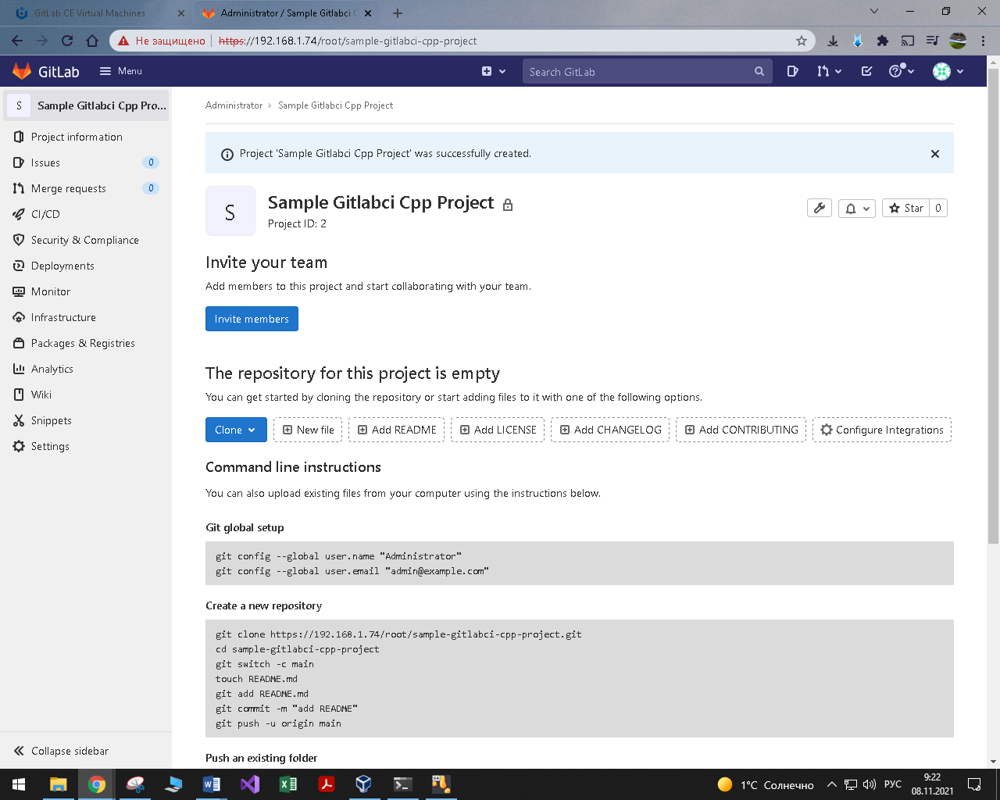 GitLab CE Virtual Machines
Administrator / Sample Gitlabci C
Не защищено
https://192.168.1.74/root/sample-gitlabci-cpp-project
GitLab
Menu
Search GitLab
S
Sample Gitlabci Cpp Pro...
Project information
Issues
0
Merge requests
0
CI/CD
Security & Compliance
Deployments
Monitor
Infrastructure
Packages & Registries
Analytics
Wiki
Snippets
Settings
Collapse sidebar
Administrator > Sample Gitlabci Cpp Project
Project 'Sample Gitlabci Cpp Project' was successfully created.
S
Sample Gitlabci Cpp Project
Project ID: 2
Star 0
Invite your team
Add members to this project and start collaborating with your team.
Invite members
The repository for this project is empty
You can get started by cloning the repository or start adding files to it with one of the following options.
Clone
New file
Add README
Add LICENSE
Add CHANGELOG
Add CONTRIBUTING
Configure Integrations
Command line instructions
You can also upload existing files from your computer using the instructions below.
Git global setup
git config --global user.name "Administrator"
git config --global user.email "admin@example.com"
Create a new repository
git clone https://192.168.1.74/root/sample-gitlabci-cpp-project.git
cd sample-gitlabci-cpp-project
git switch -c main
touch README.md
git add README.md
git commit -m "add README"
git push -u origin main
Push an existing folder
1°C Солнечно
РУС
9:22
08.11.2021